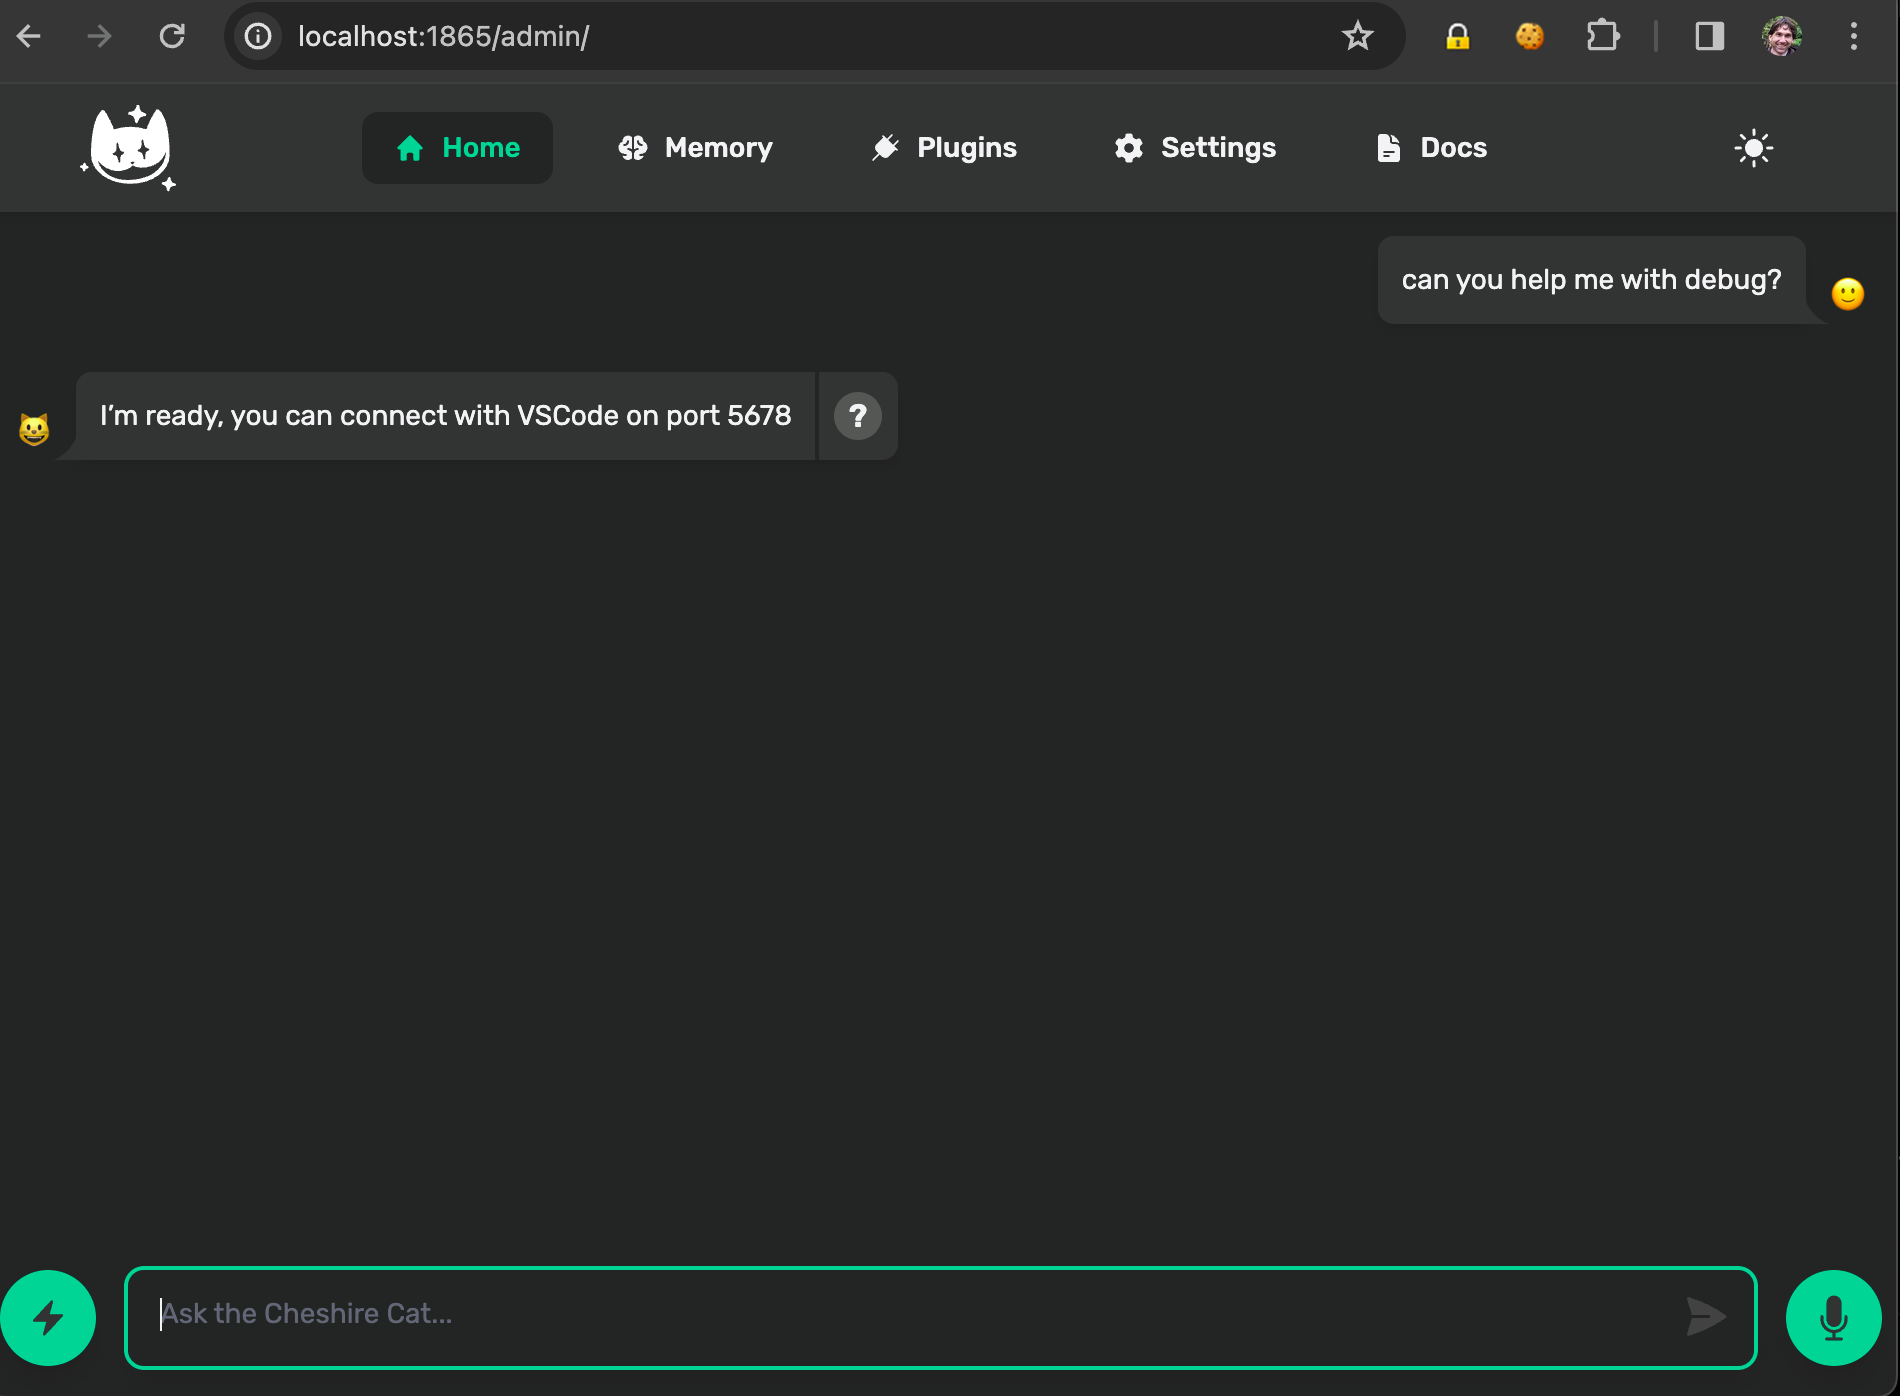 localhost:1865/admin/
Home Memory Plugins Settings Docs
can you help me with debug?
I’m ready, you can connect with VSCode on port 5678 ?
Ask the Cheshire Cat...